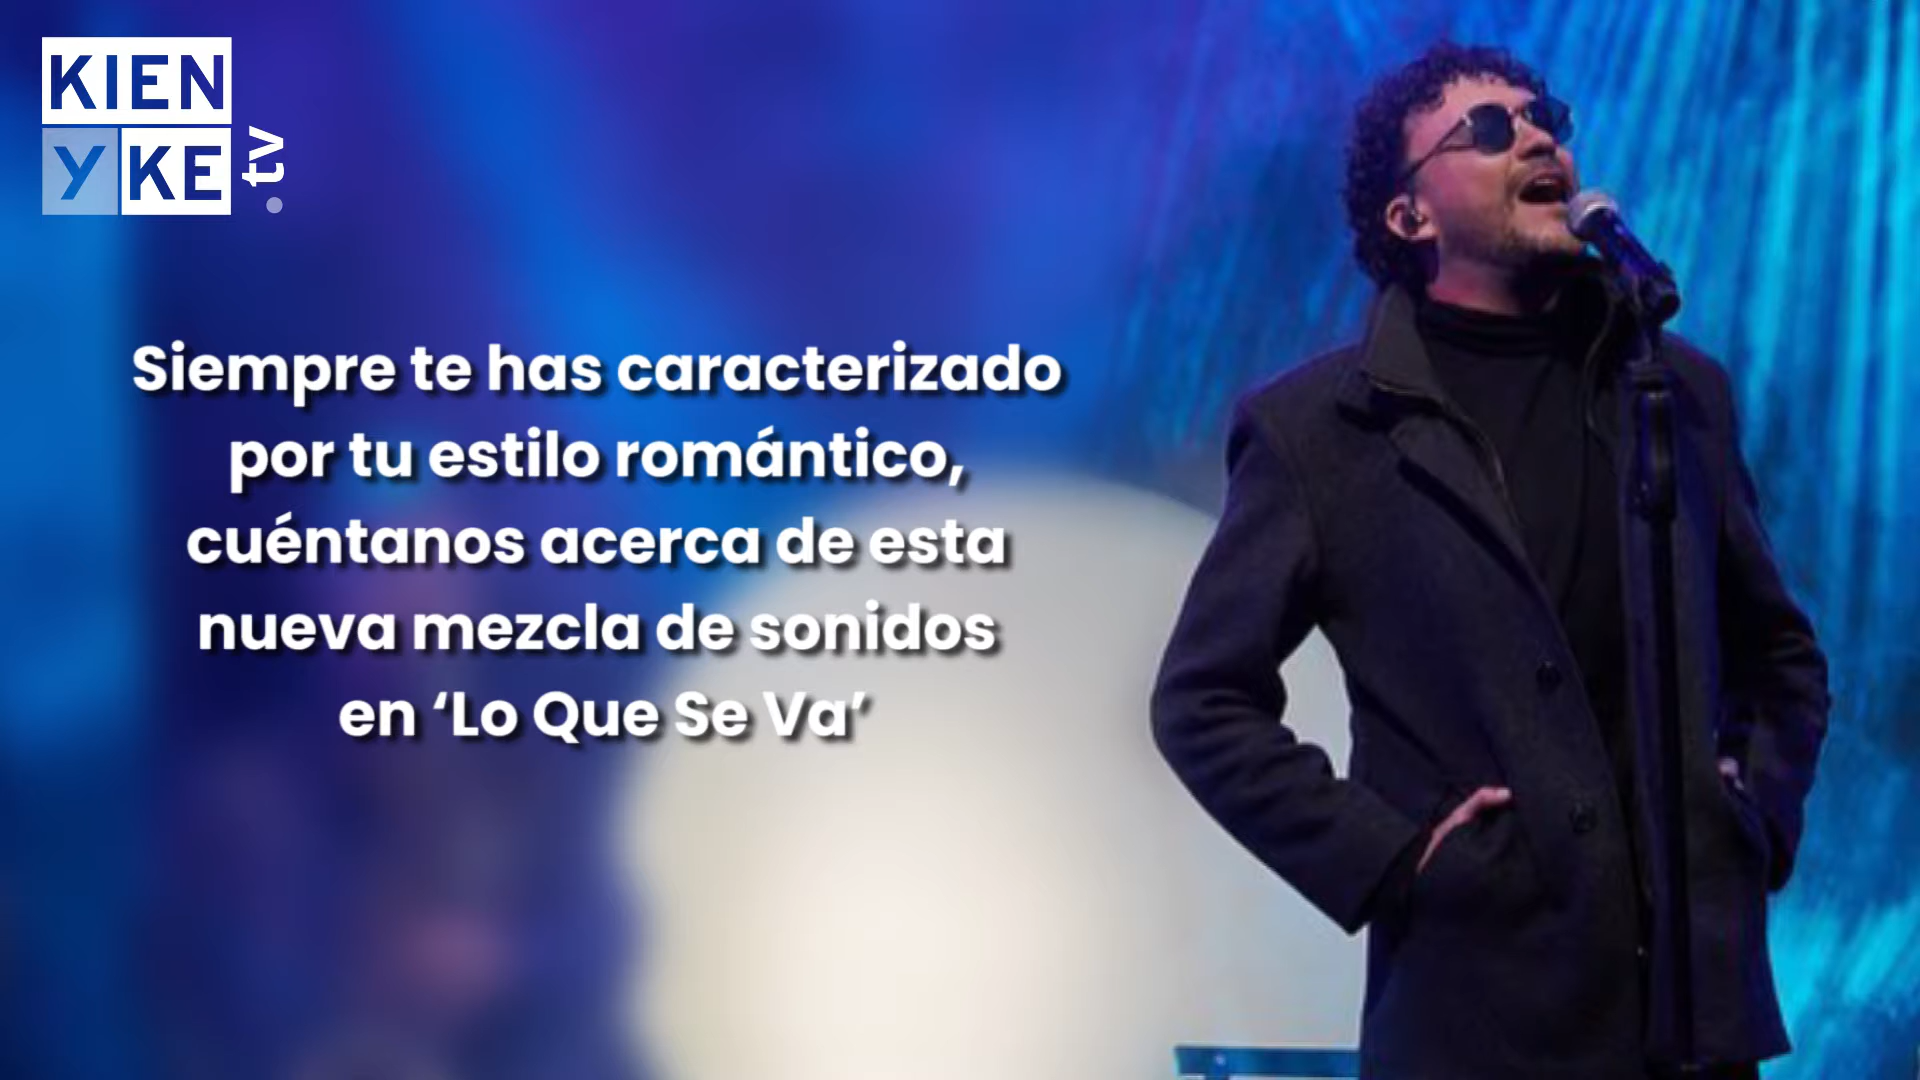 KIEN
YKE
.tv
Siempre te has caracterizado
por tu estilo romántico,
cuéntanos acerca de esta
nueva mezcla de sonidos
en ‘Lo Que Se Va’